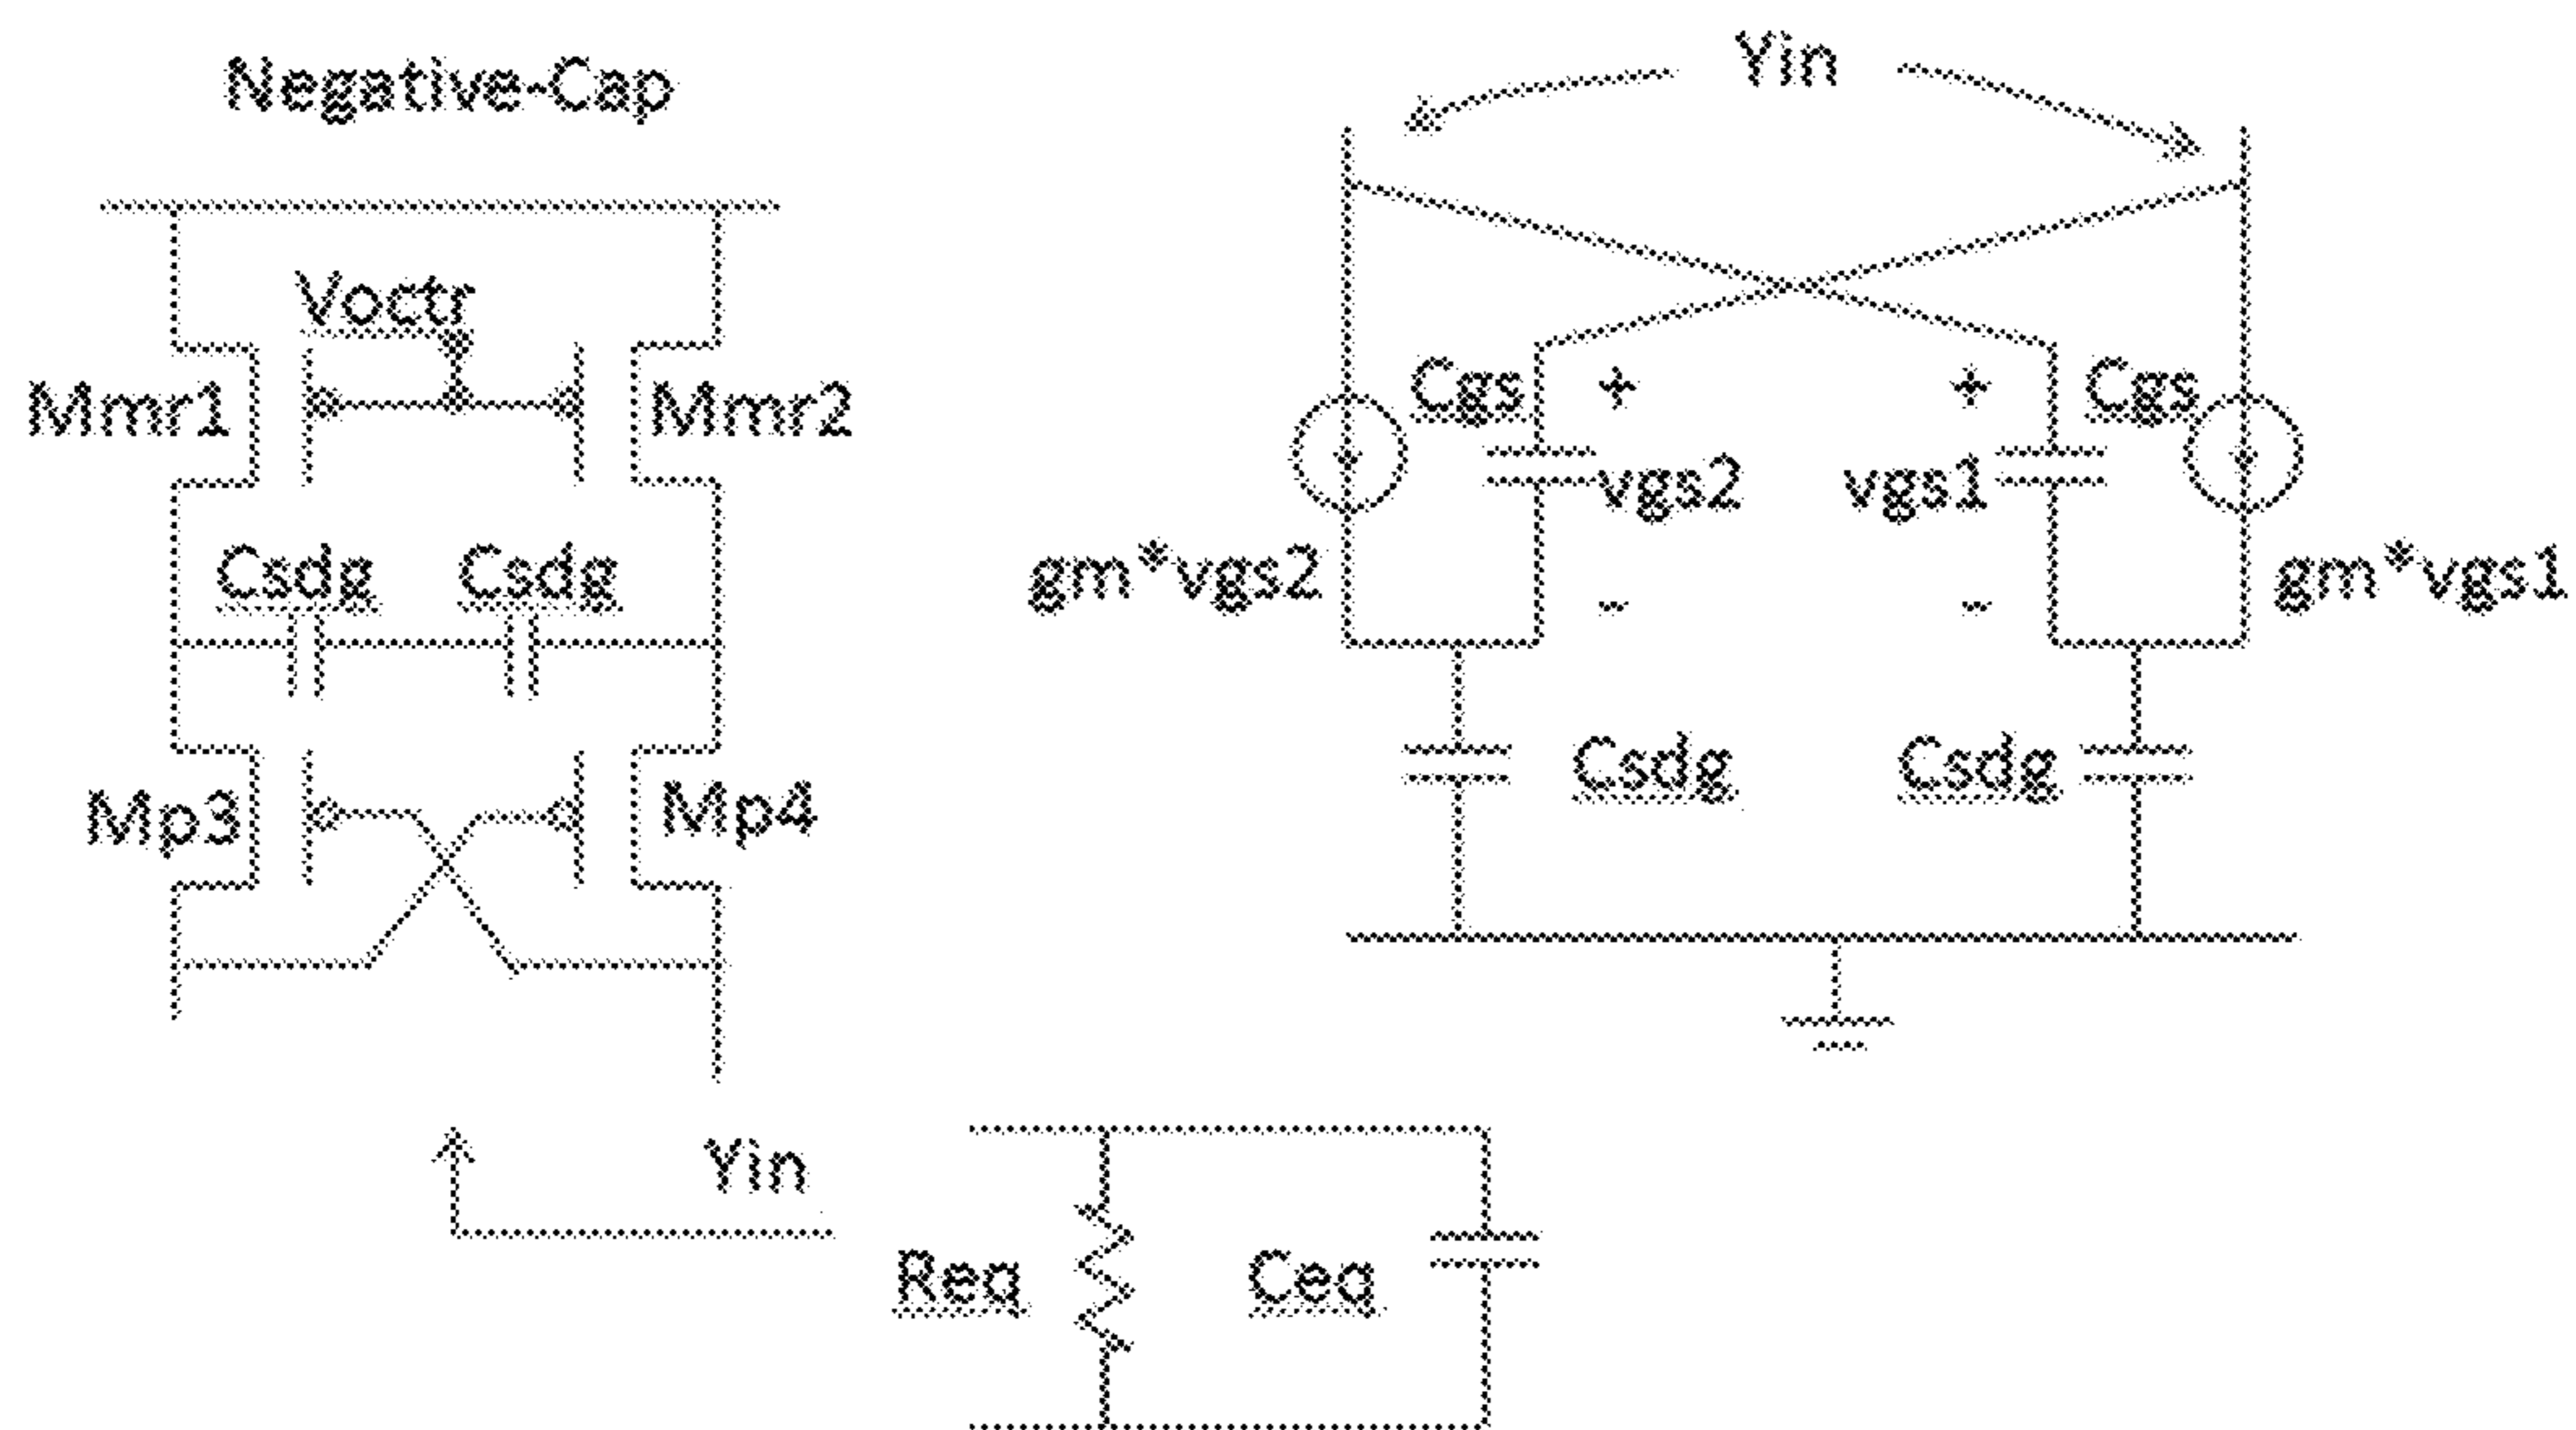 Negative-Cap
Voctr
Mmr1
Mmr2
Csdg
Csdg
Mp3
Mp4
Yin
Yin
Cgs
+
+
Cgs
vgs2
vgs1
gm*vgs2
-
-
gm*vgs1
Csdg
Csdg
Req
Ceq